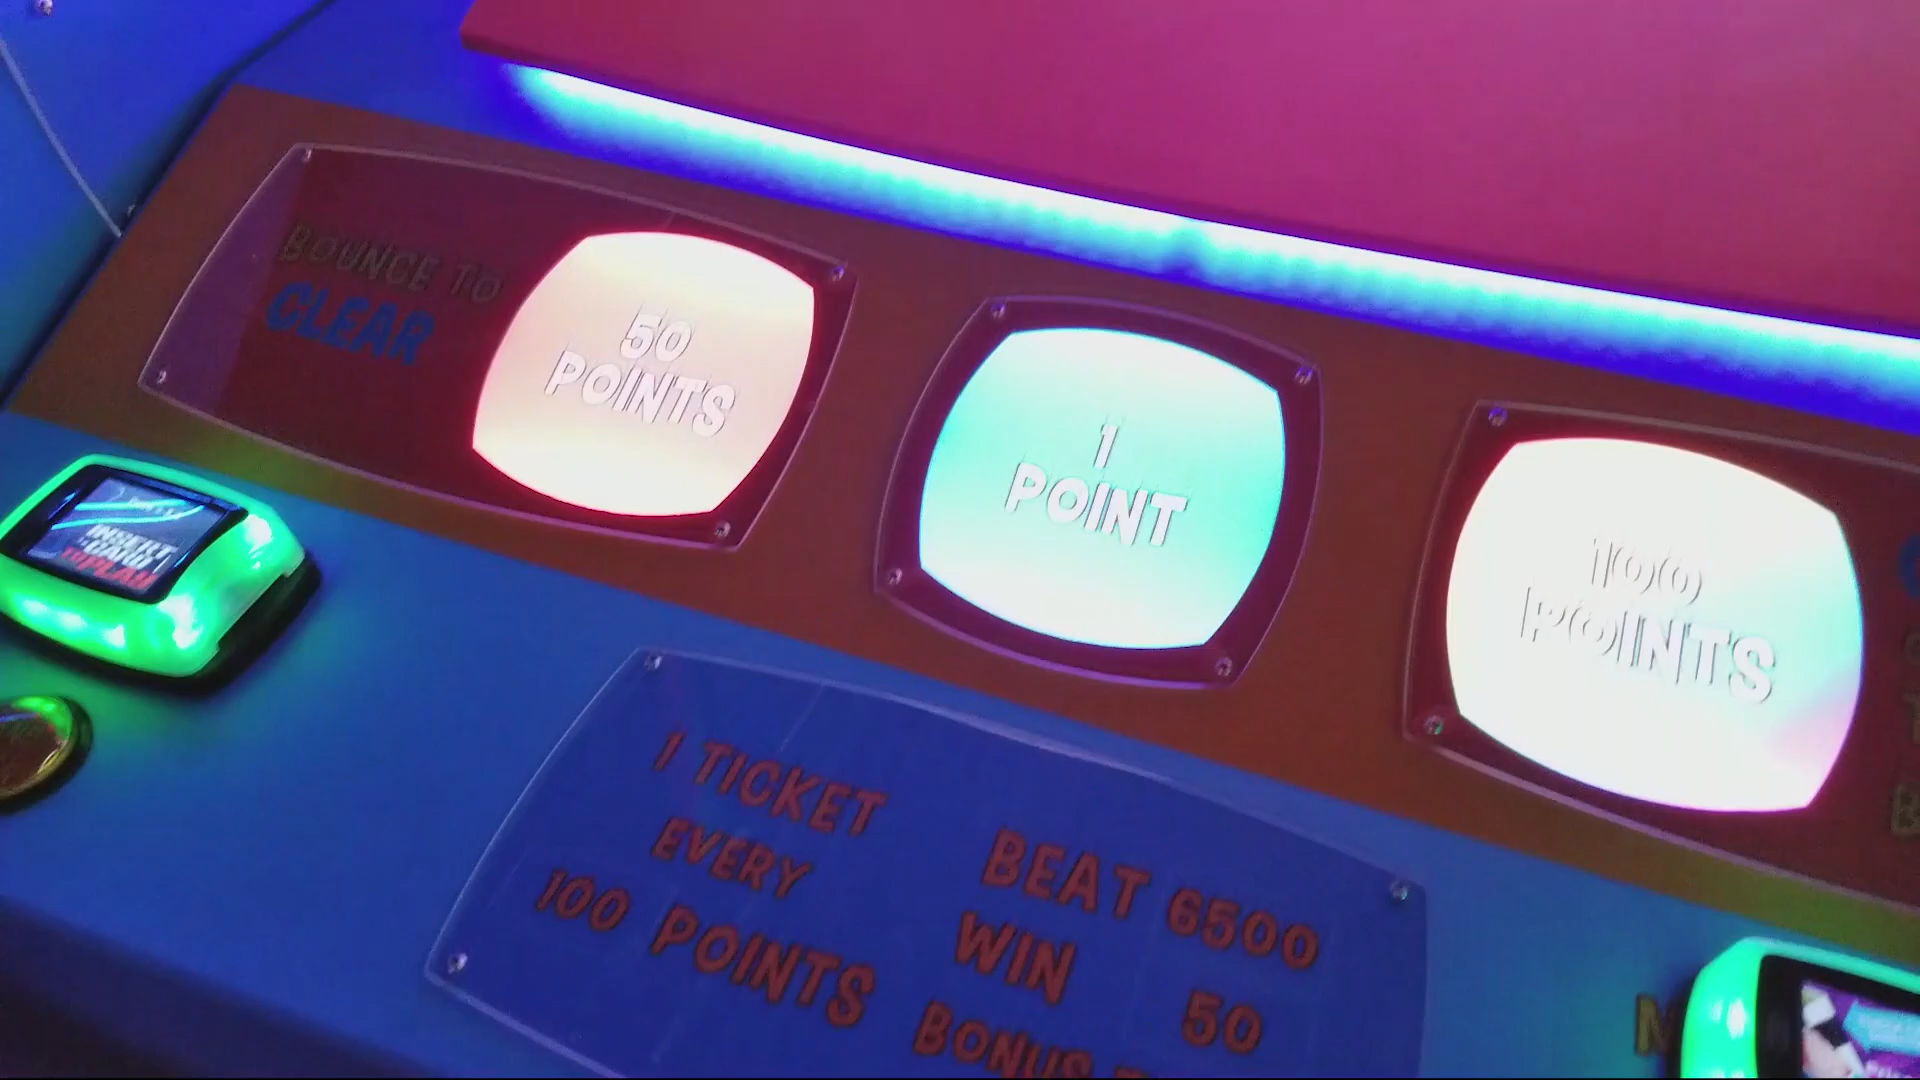 BOUNCE TO
CLEAR
50
POINTS
1
POINT
100
POINTS
INSERT
CARD
TO PLAY
1 TICKET
EVERY
100 POINTS
BEAT 6500
WIN 50
BONUS